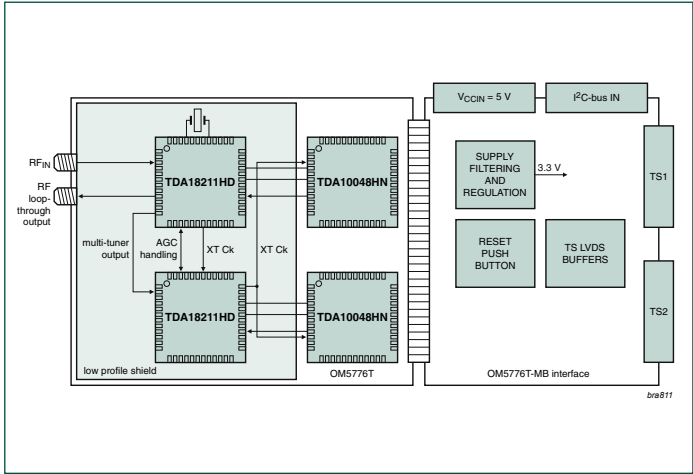 V_CCIN = 5 V
I²C-bus IN
RF_IN
RF
loop-
through
output
TDA18211HD
TDA10048HN
SUPPLY
FILTERING
AND
REGULATION
3.3 V
TS1
multi-tuner
output
AGC
handling
XT Ck
XT Ck
RESET
PUSH
BUTTON
TS LVDS
BUFFERS
TDA18211HD
TDA10048HN
TS2
low profile shield
OM5776T
OM5776T-MB interface
bra811